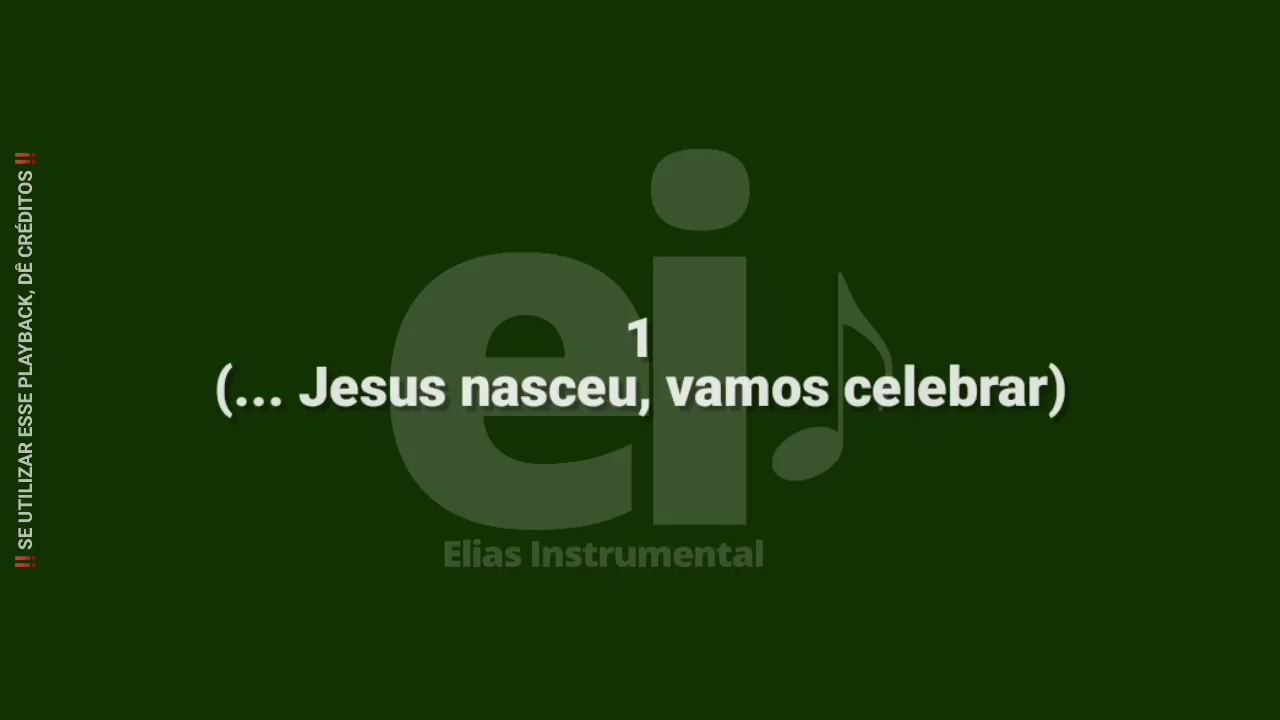 ‼ SE UTILIZAR ESSE PLAYBACK, DÊ CRÉDITOS ‼
1
(... Jesus nasceu, vamos celebrar)
ei
Elias Instrumental